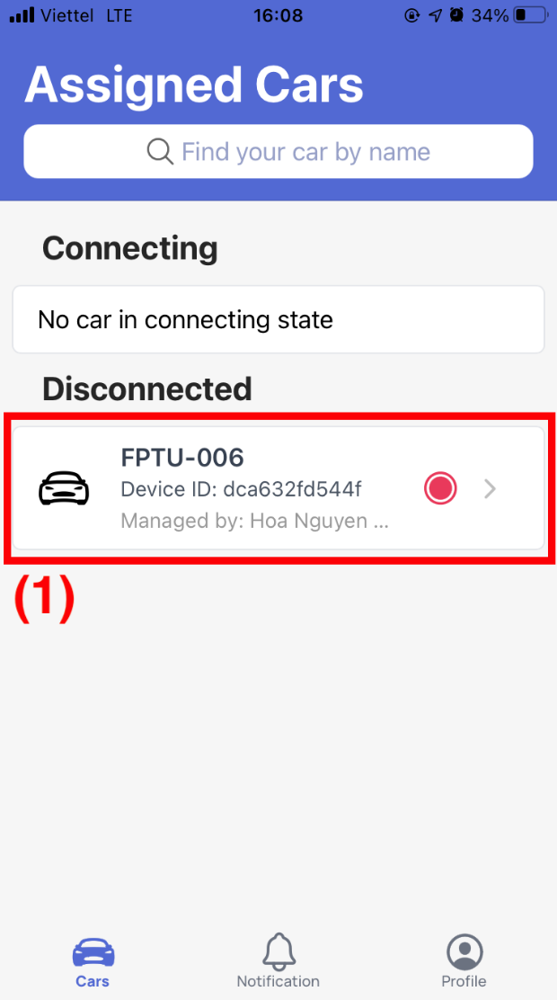 Viettel LTE 16:08 34%
Assigned Cars
Find your car by name
Connecting
No car in connecting state
Disconnected
FPTU-006
Device ID: dca632fd544f
Managed by: Hoa Nguyen ...
(1)
Cars Notification Profile